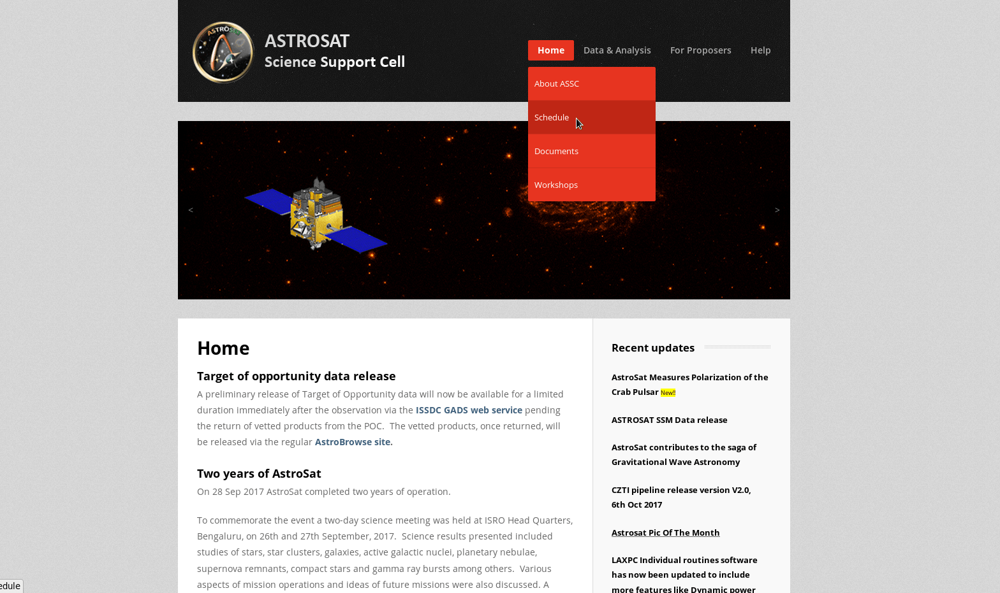 ASTROSAT
ASTROSAT
Science Support Cell
Home
Data & Analysis
For Proposers
Help
About ASSC
Schedule
Documents
Workshops
<
>
Home
Target of opportunity data release
A preliminary release of Target of Opportunity data will now be available for a limited
duration immediately after the observation via the ISSDC GADS web service pending
the return of vetted products from the POC.  The vetted products, once returned, will
be released via the regular AstroBrowse site.
Two years of AstroSat
On 28 Sep 2017 AstroSat completed two years of operation.
To commemorate the event a two-day science meeting was held at ISRO Head Quarters,
Bengaluru, on 26th and 27th September, 2017.  Science results presented included
studies of stars, star clusters, galaxies, active galactic nuclei, planetary nebulae,
supernova remnants, compact stars and gamma ray bursts among others.  Various
aspects of mission operations and ideas of future missions were also discussed. A
Recent updates
AstroSat Measures Polarization of the
Crab Pulsar New!!
ASTROSAT SSM Data release
AstroSat contributes to the saga of
Gravitational Wave Astronomy
CZTI pipeline release version V2.0,
6th Oct 2017
Astrosat Pic Of The Month
LAXPC Individual routines software
has now been updated to include
more features like Dynamic power
edule